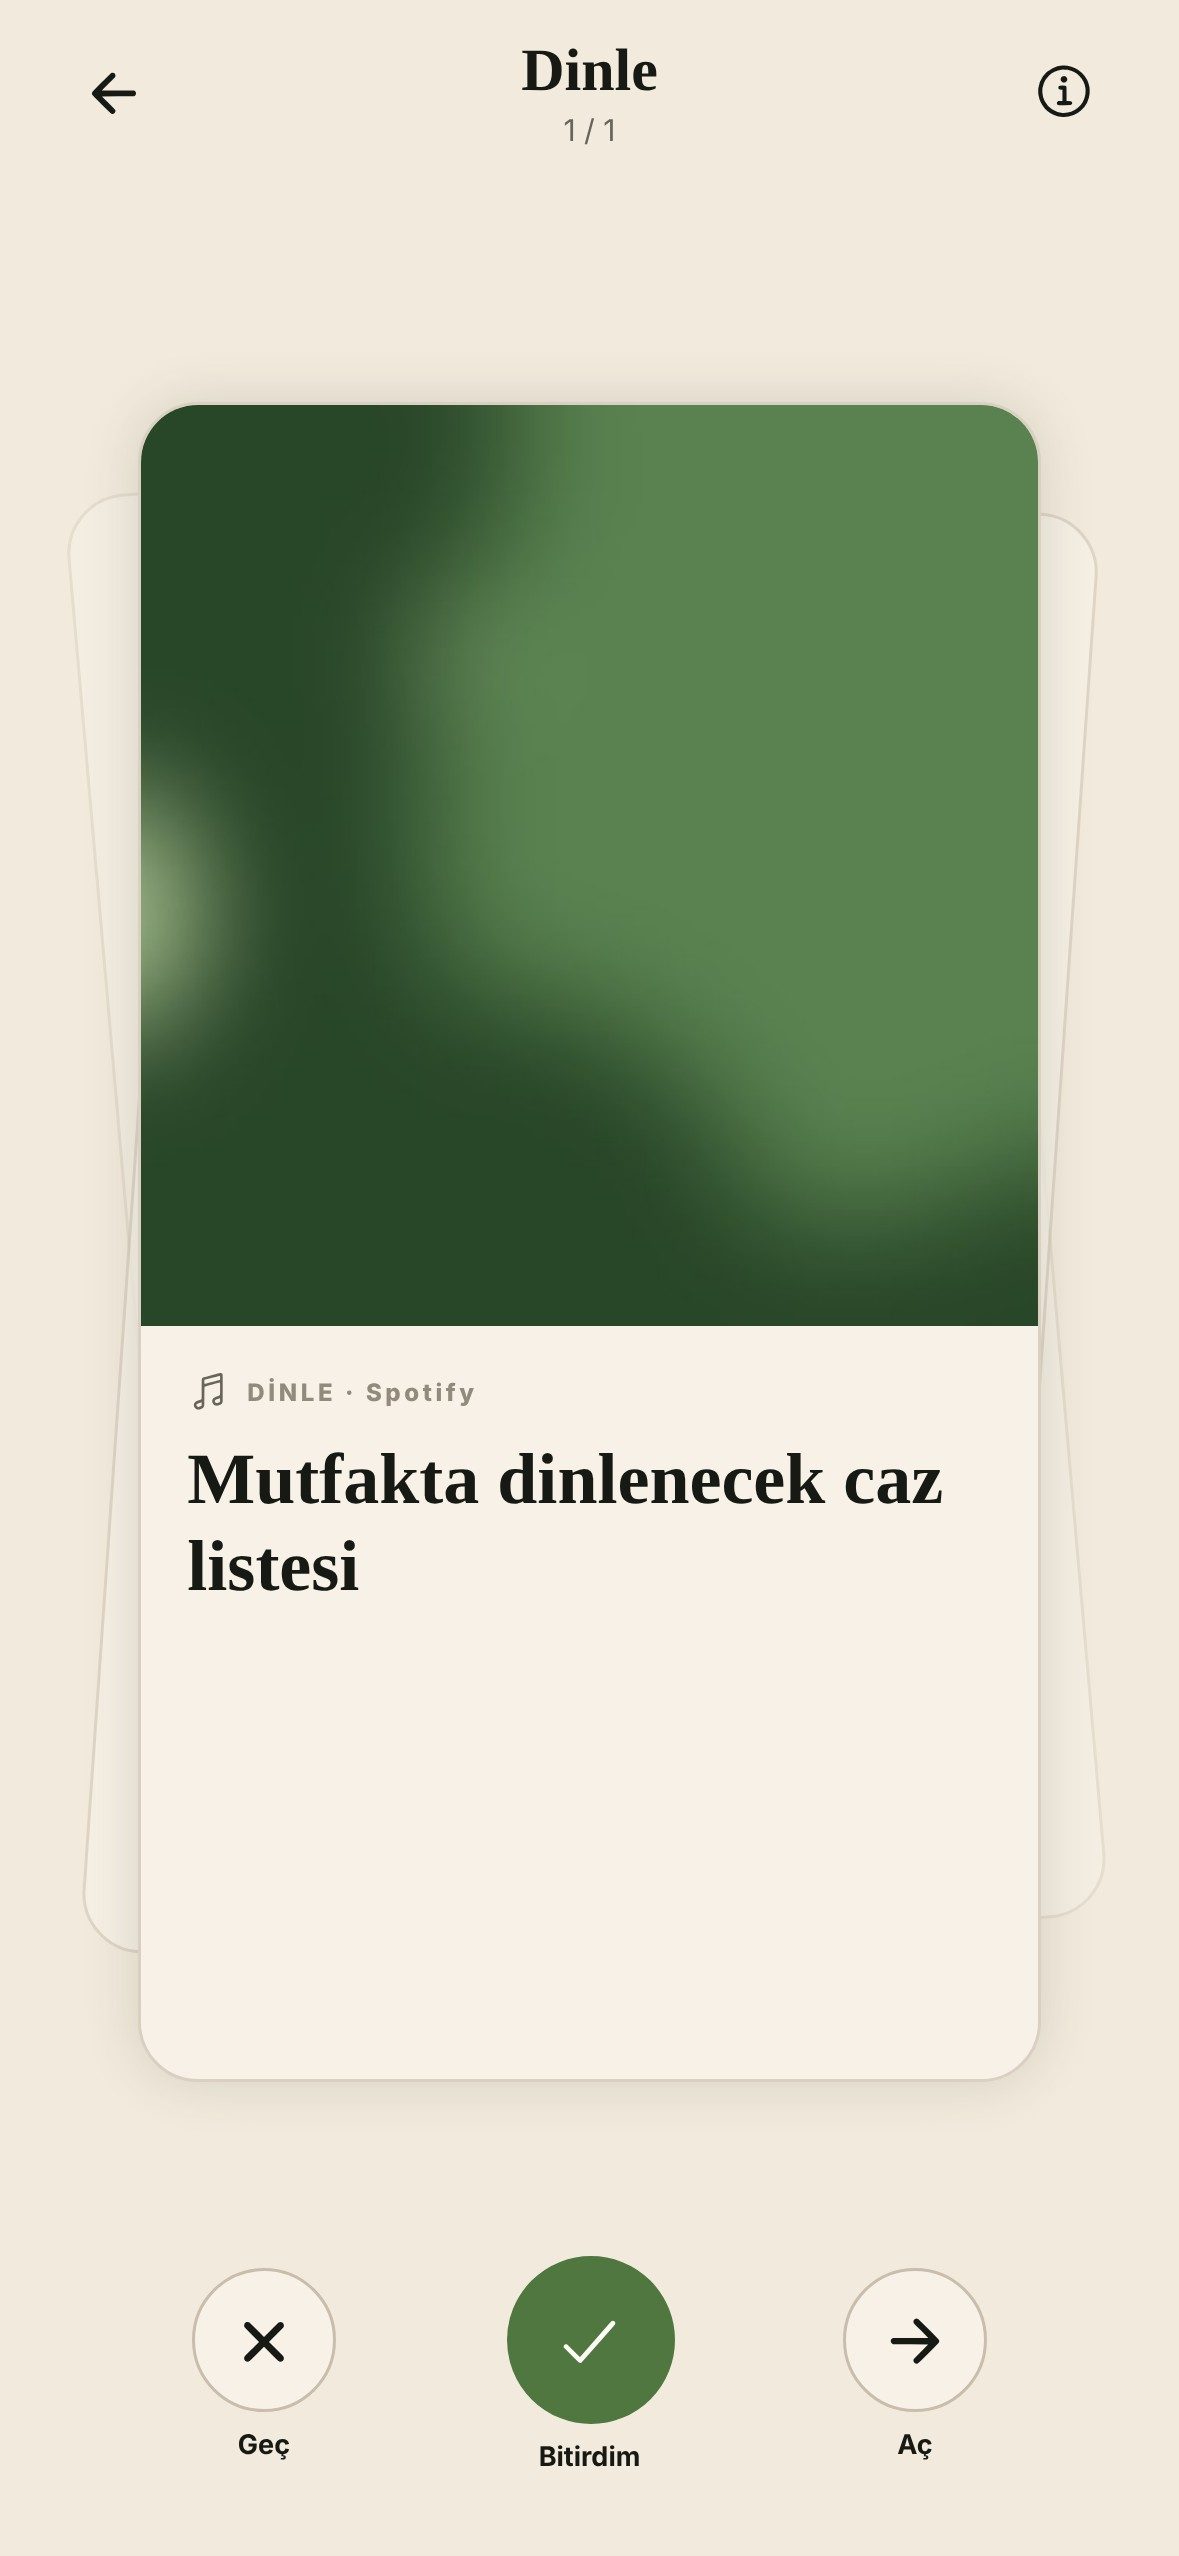 Dinle
1 / 1
DİNLE · Spotify
Mutfakta dinlenecek caz
listesi
Geç
Bitirdim
Aç